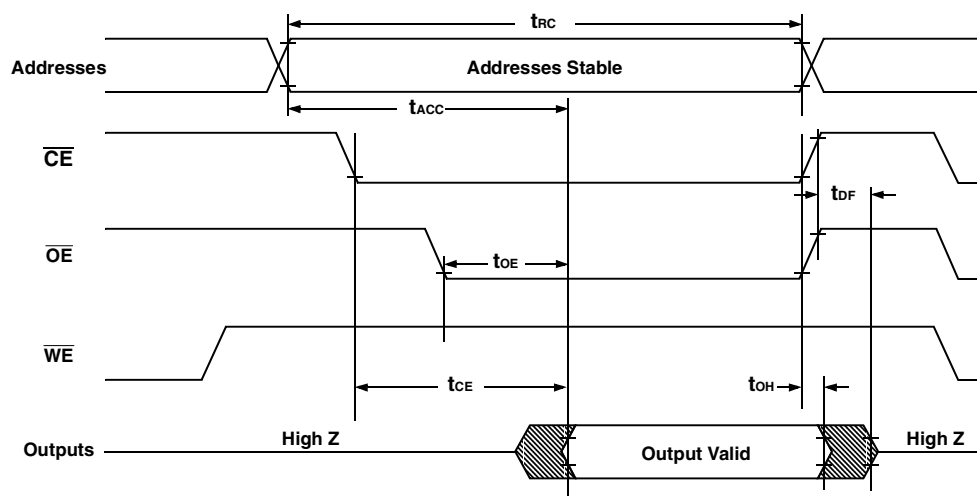 tRC
Addresses
Addresses Stable
tACC
CE
tDF
OE
tOE
WE
tCE
tOH
Outputs
High Z
Output Valid
High Z